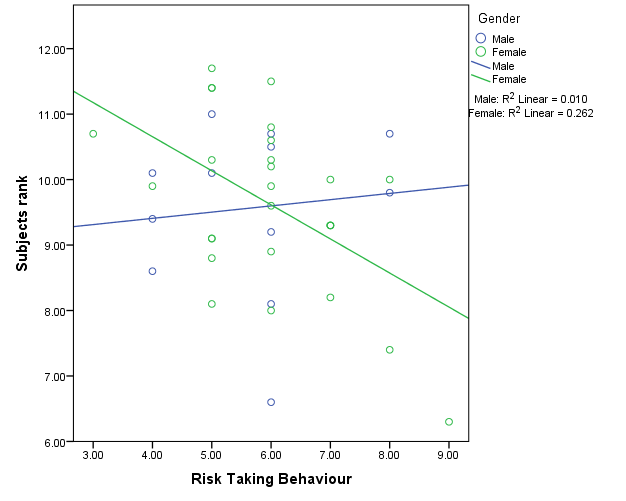 Gender
Male
Female
Male
Female
Male: R2 Linear = 0.010
Female: R2 Linear = 0.262
12.00
11.00
10.00
9.00
8.00
7.00
6.00
Subjects rank
3.00 4.00 5.00 6.00 7.00 8.00 9.00
Risk Taking Behaviour